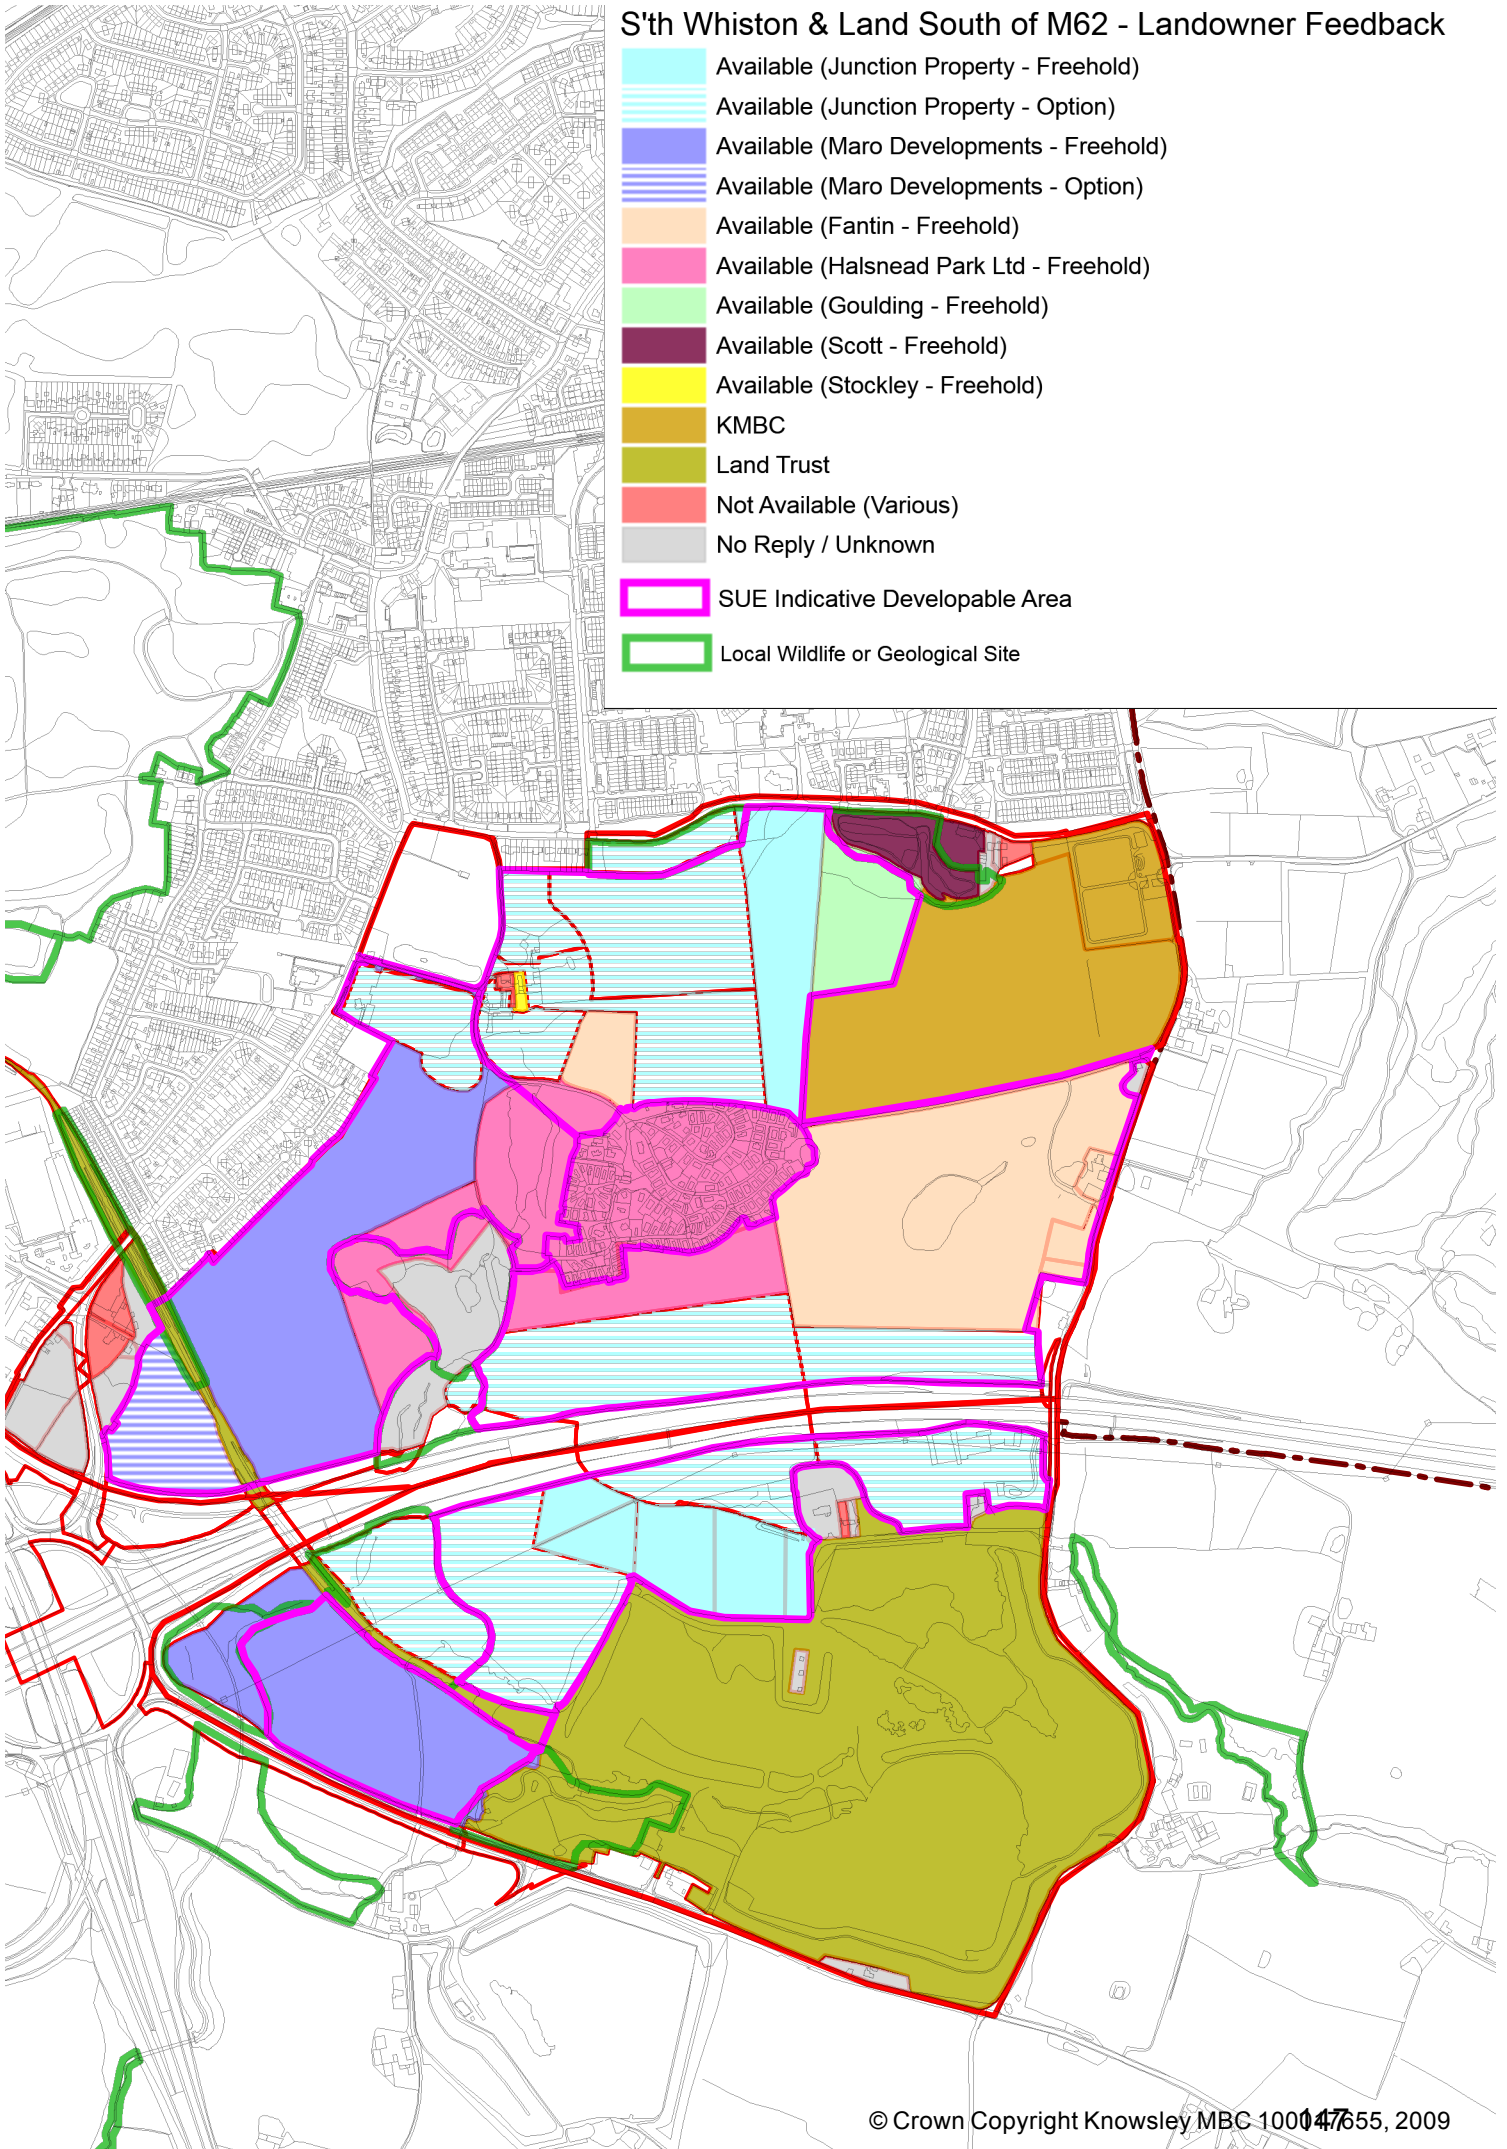 S'th Whiston & Land South of M62 - Landowner Feedback
Available (Junction Property - Freehold)
Available (Junction Property - Option)
Available (Maro Developments - Freehold)
Available (Maro Developments - Option)
Available (Fantin - Freehold)
Available (Halsnead Park Ltd - Freehold)
Available (Goulding - Freehold)
Available (Scott - Freehold)
Available (Stockley - Freehold)
KMBC
Land Trust
Not Available (Various)
No Reply / Unknown
SUE Indicative Developable Area
Local Wildlife or Geological Site
© Crown Copyright Knowsley MBC 100017655, 2009
147